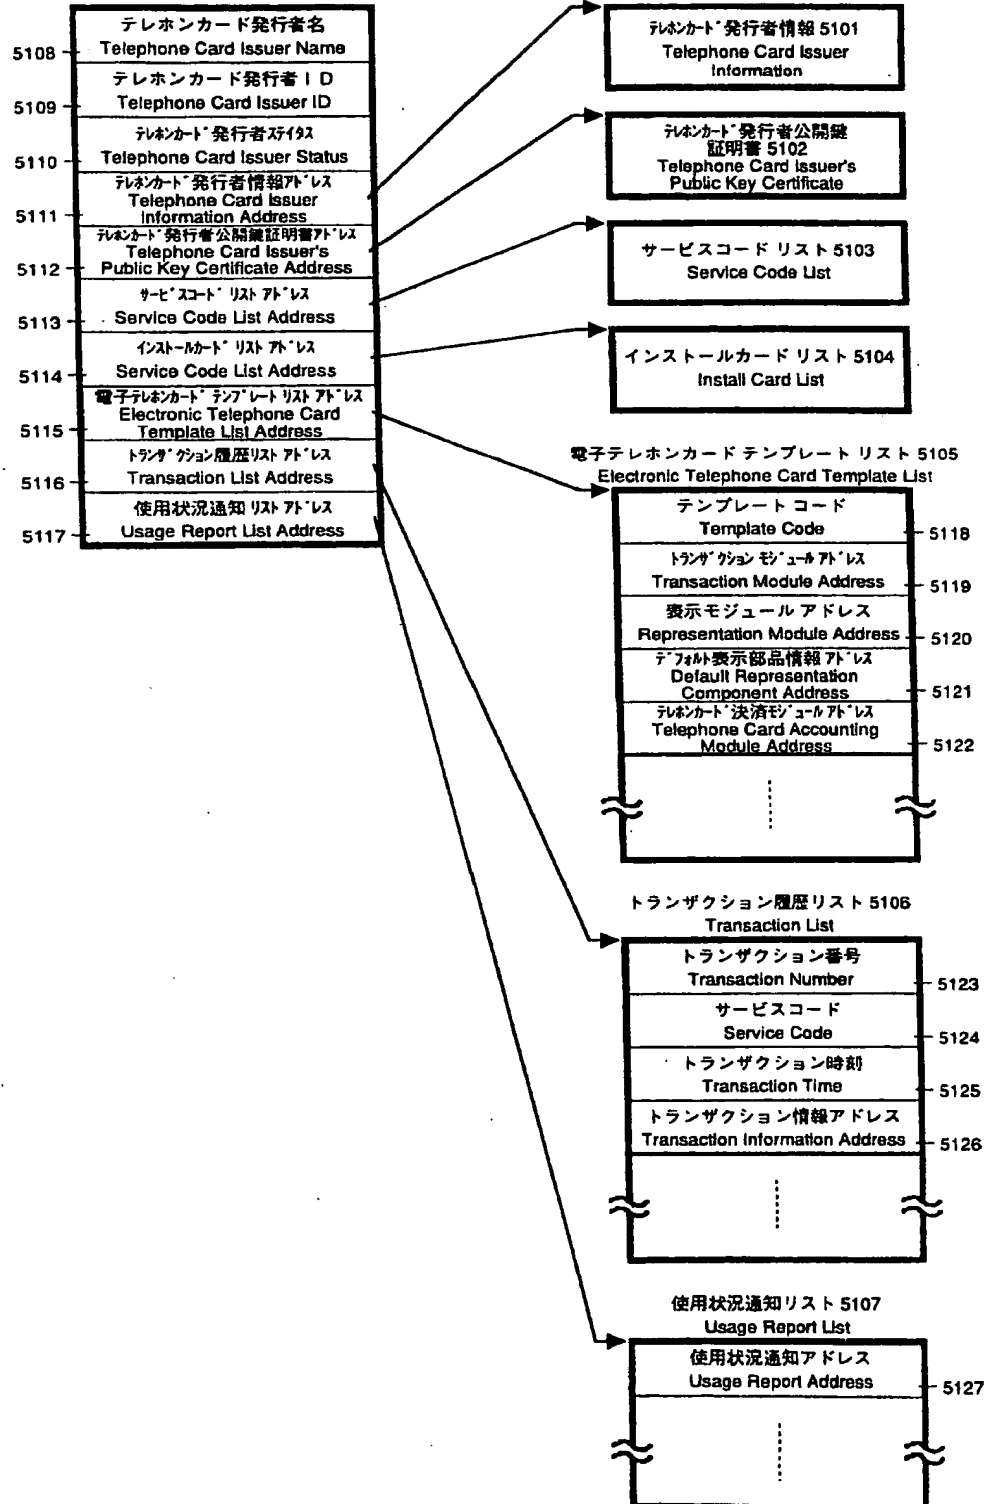 テレホンカード発行者名
Telephone Card Issuer Name
5108
テレホンカード発行者ID
Telephone Card Issuer ID
5109
テレホンカード発行者ステイタス
Telephone Card Issuer Status
5110
テレホンカード発行者情報アドレス
Telephone Card Issuer
Information Address
5111
テレホンカード発行者公開鍵証明書アドレス
Telephone Card Issuer's
Public Key Certificate Address
5112
サービスコード リスト アドレス
Service Code List Address
5113
インストールカード リスト アドレス
Service Code List Address
5114
電子テレホンカード テンプレート リスト アドレス
Electronic Telephone Card
Template List Address
5115
トランザクション履歴リスト アドレス
Transaction List Address
5116
使用状況通知 リスト アドレス
Usage Report List Address
5117
テレホンカード発行者情報 5101
Telephone Card Issuer
Information
テレホンカード発行者公開鍵
証明書 5102
Telephone Card Issuer's
Public Key Certificate
サービスコード リスト 5103
Service Code List
インストールカード リスト 5104
Install Card List
電子テレホンカード テンプレート リスト 5105
Electronic Telephone Card Template List
テンプレート コード
Template Code
5118
トランザクション モジュール アドレス
Transaction Module Address
5119
表示モジュール アドレス
Representation Module Address
5120
デフォルト表示部品情報 アドレス
Default Representation
Component Address
5121
テレホンカード決済モジュール アドレス
Telephone Card Accounting
Module Address
5122
トランザクション履歴リスト 5106
Transaction List
トランザクション番号
Transaction Number
5123
サービスコード
Service Code
5124
トランザクション時刻
Transaction Time
5125
トランザクション情報アドレス
Transaction Information Address
5126
使用状況通知リスト 5107
Usage Report List
使用状況通知アドレス
Usage Report Address
5127